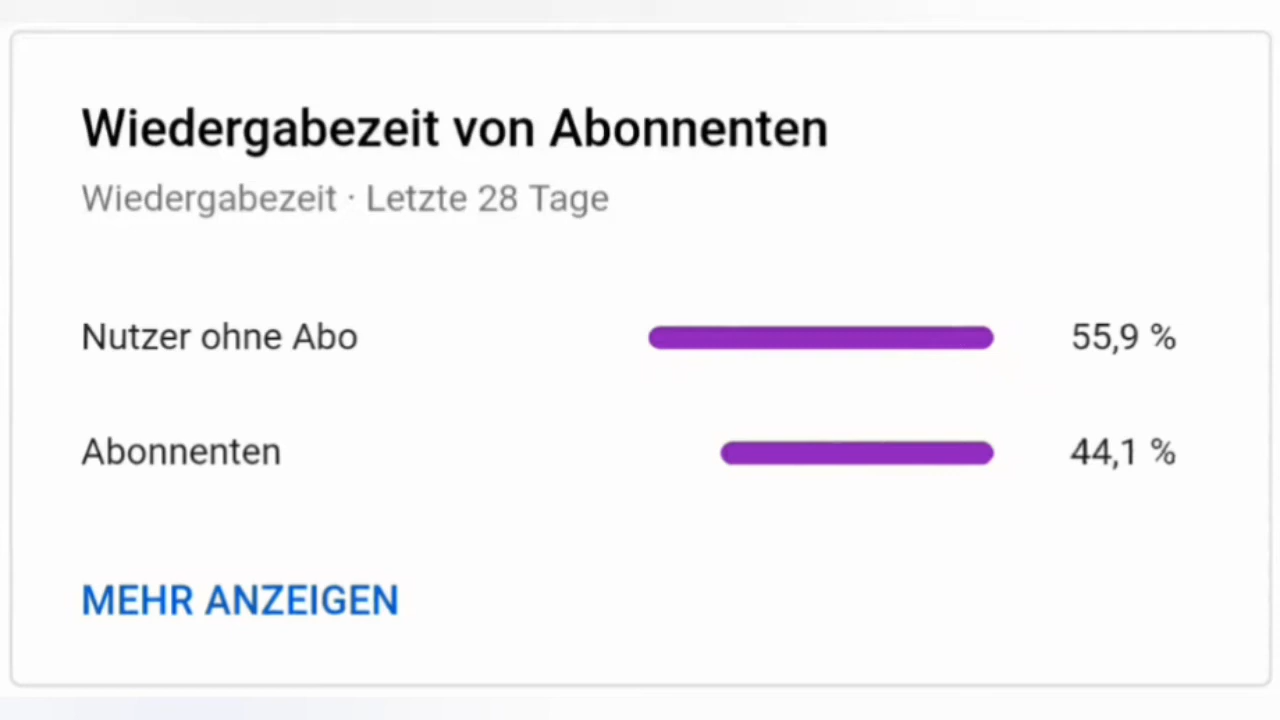 Wiedergabezeit von Abonnenten
Wiedergabezeit · Letzte 28 Tage
Nutzer ohne Abo 55,9 %
Abonnenten 44,1 %
MEHR ANZEIGEN